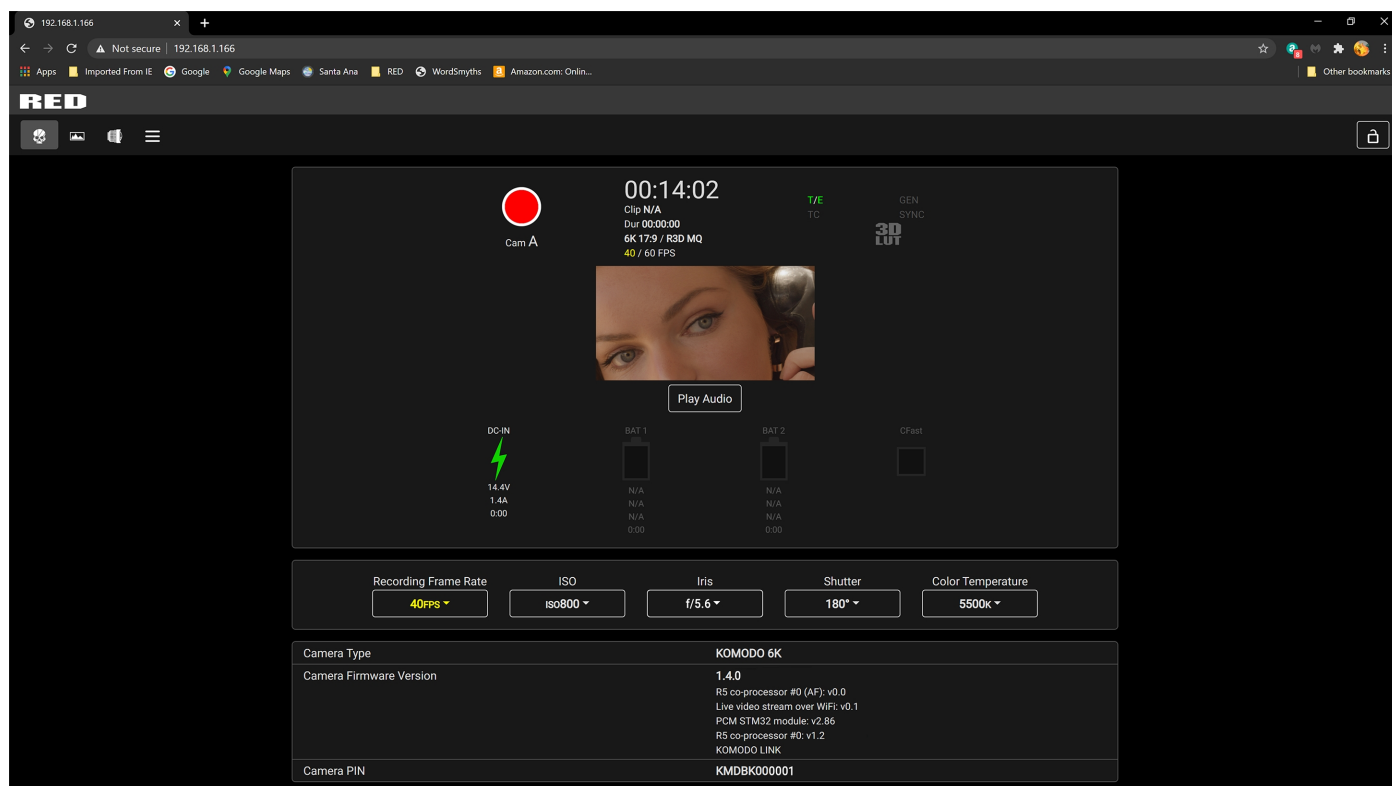 192.168.1.166
Not secure | 192.168.1.166
Apps Imported From IE Google Google Maps Santa Ana RED WordSmyths Amazon.com: Onlin... Other bookmarks
RED
00:14:02
Clip N/A
Dur 00:00:00
6K 17:9 / R3D MQ
40 / 60 FPS
Cam A
T/E
TC
GEN
SYNC
3D
LUT
Play Audio
DC-IN
14.4V
1.4A
0:00
BAT 1
N/A
N/A
N/A
0:00
BAT 2
N/A
N/A
N/A
0:00
CFast
Recording Frame Rate ISO Iris Shutter Color Temperature
40FPS ISO800 f/5.6 180° 5500K
Camera Type KOMODO 6K
Camera Firmware Version 1.4.0
R5 co-processor #0 (AF): v0.0
Live video stream over WiFi: v0.1
PCM STM32 module: v2.86
R5 co-processor #0: v1.2
KOMODO LINK
Camera PIN KMDBK000001